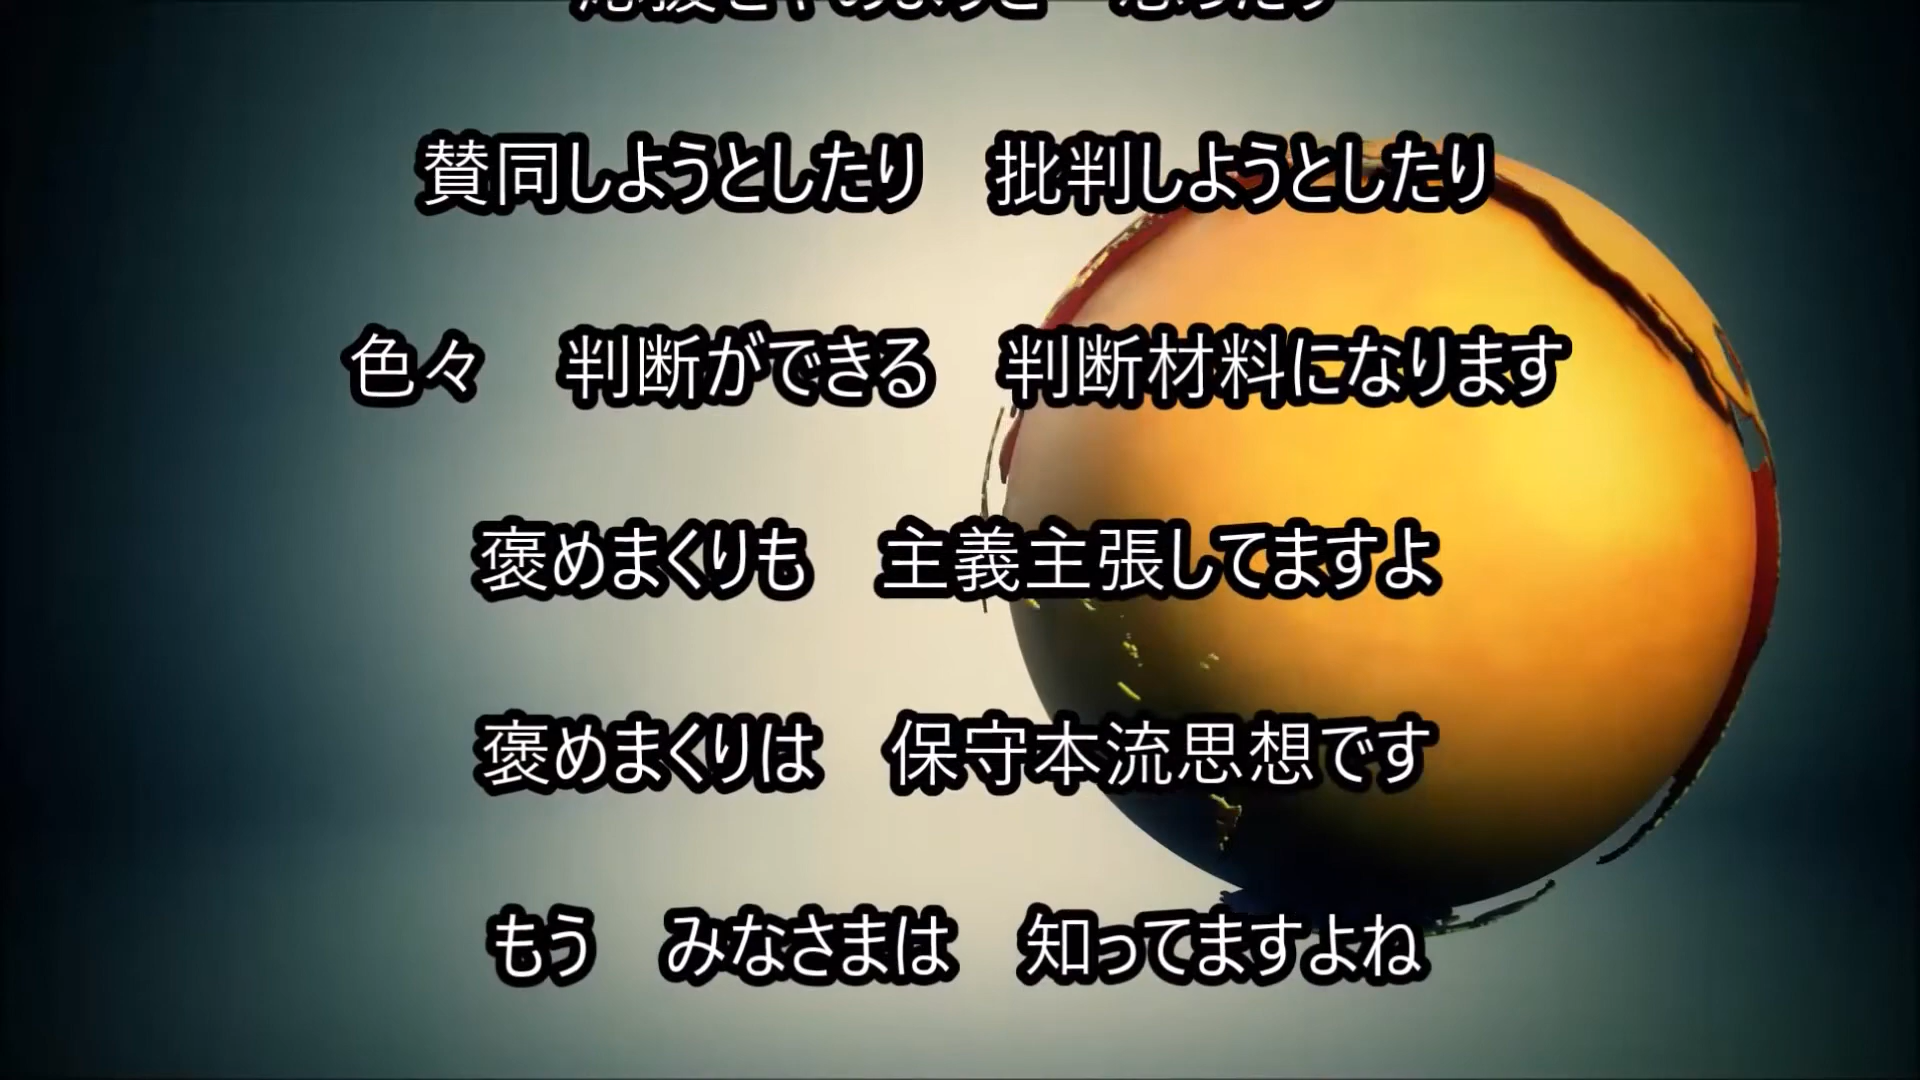 賛同しようとしたり　批判しようとしたり
色々　判断ができる　判断材料になります
褒めまくりも　主義主張してますよ
褒めまくりは　保守本流思想です
もう　みなさまは　知ってますよね